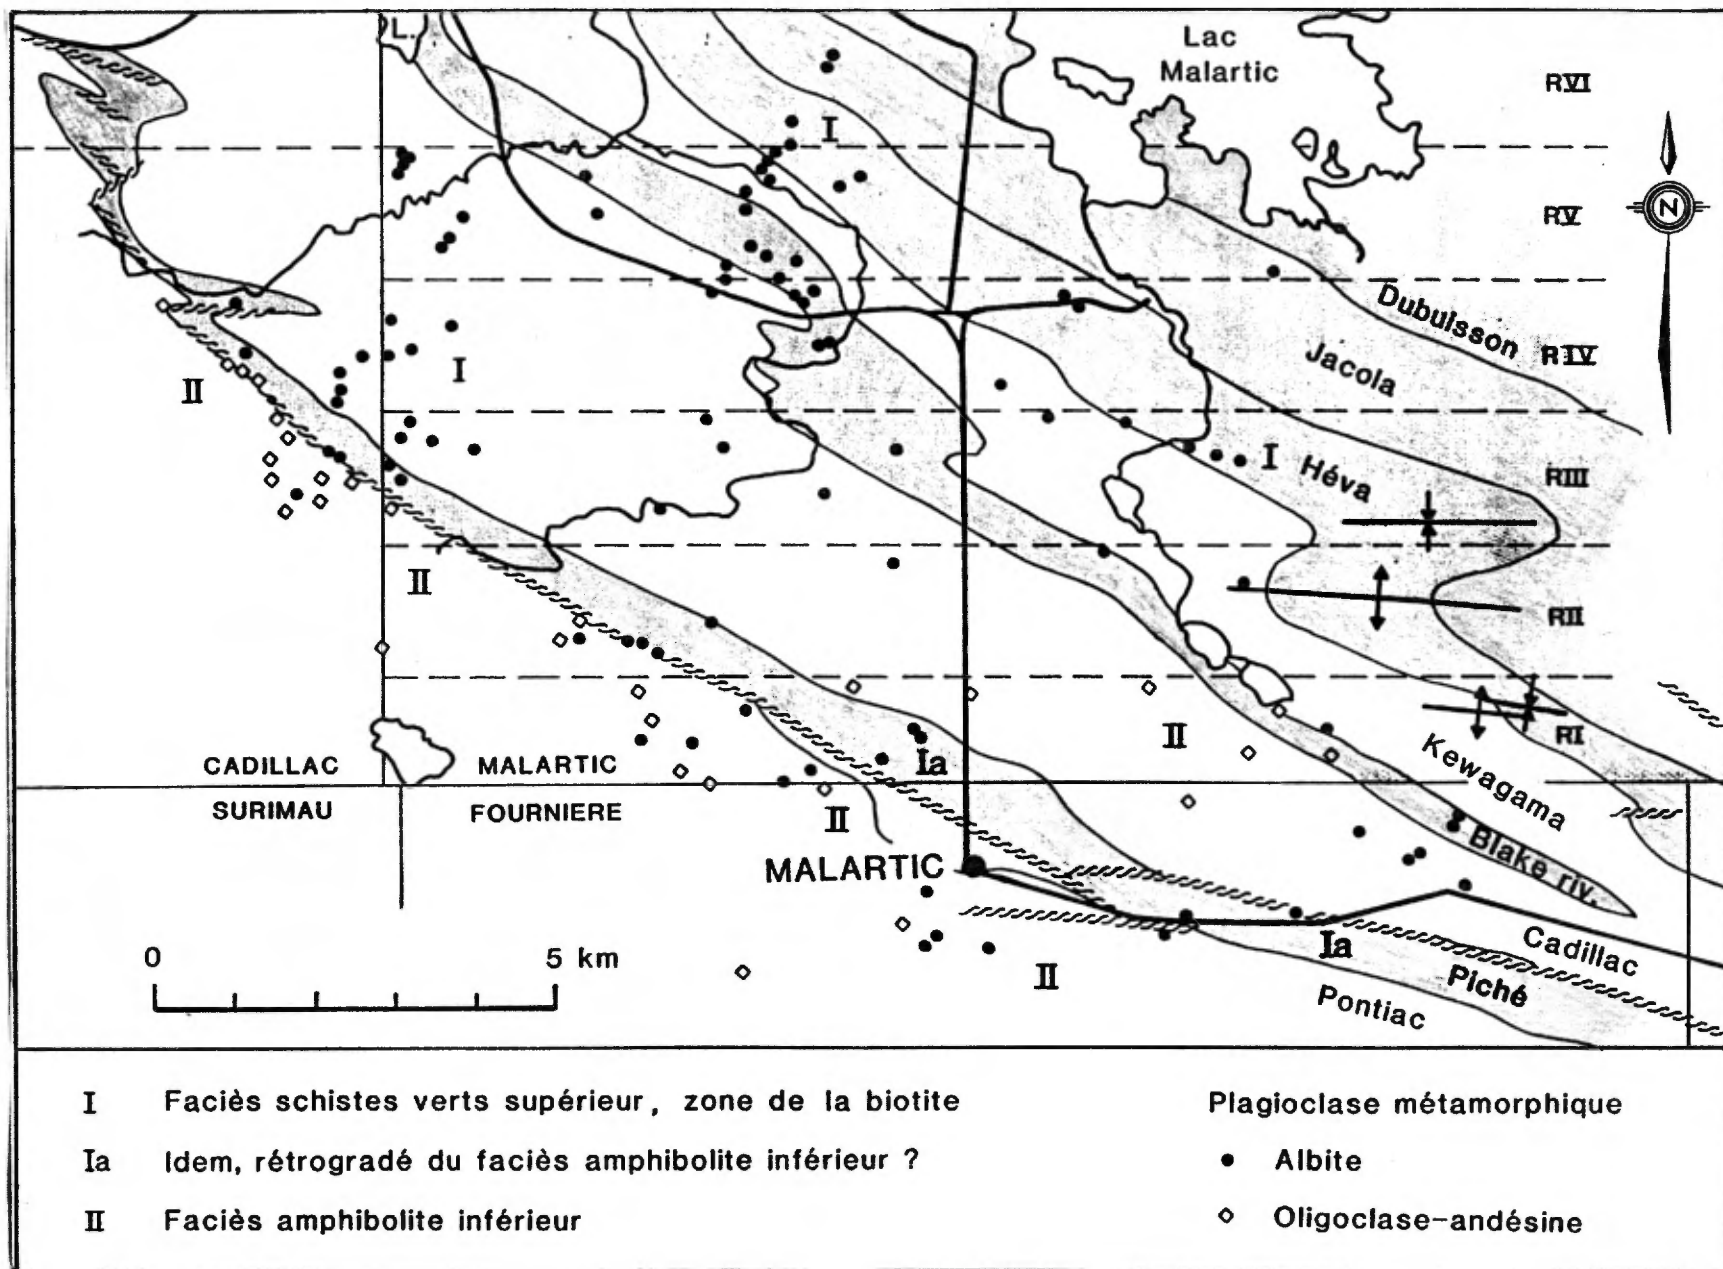 L.
Lac
Malartic
RVI
I
RV
N
Dubuisson
RIV
Jacola
I
II
I
Héva
RIII
II
RII
II
RI
Ia
Kewagama
CADILLAC
MALARTIC
SURIMAU
FOURNIERE
II
MALARTIC
Blake riv.
Cadillac
Ia
Piché
Pontiac
II
0
5 km
I Faciès schistes verts supérieur, zone de la biotite
Ia Idem, rétrogradé du faciès amphibolite inférieur ?
II Faciès amphibolite inférieur
Plagioclase métamorphique
Albite
Oligoclase-andésine